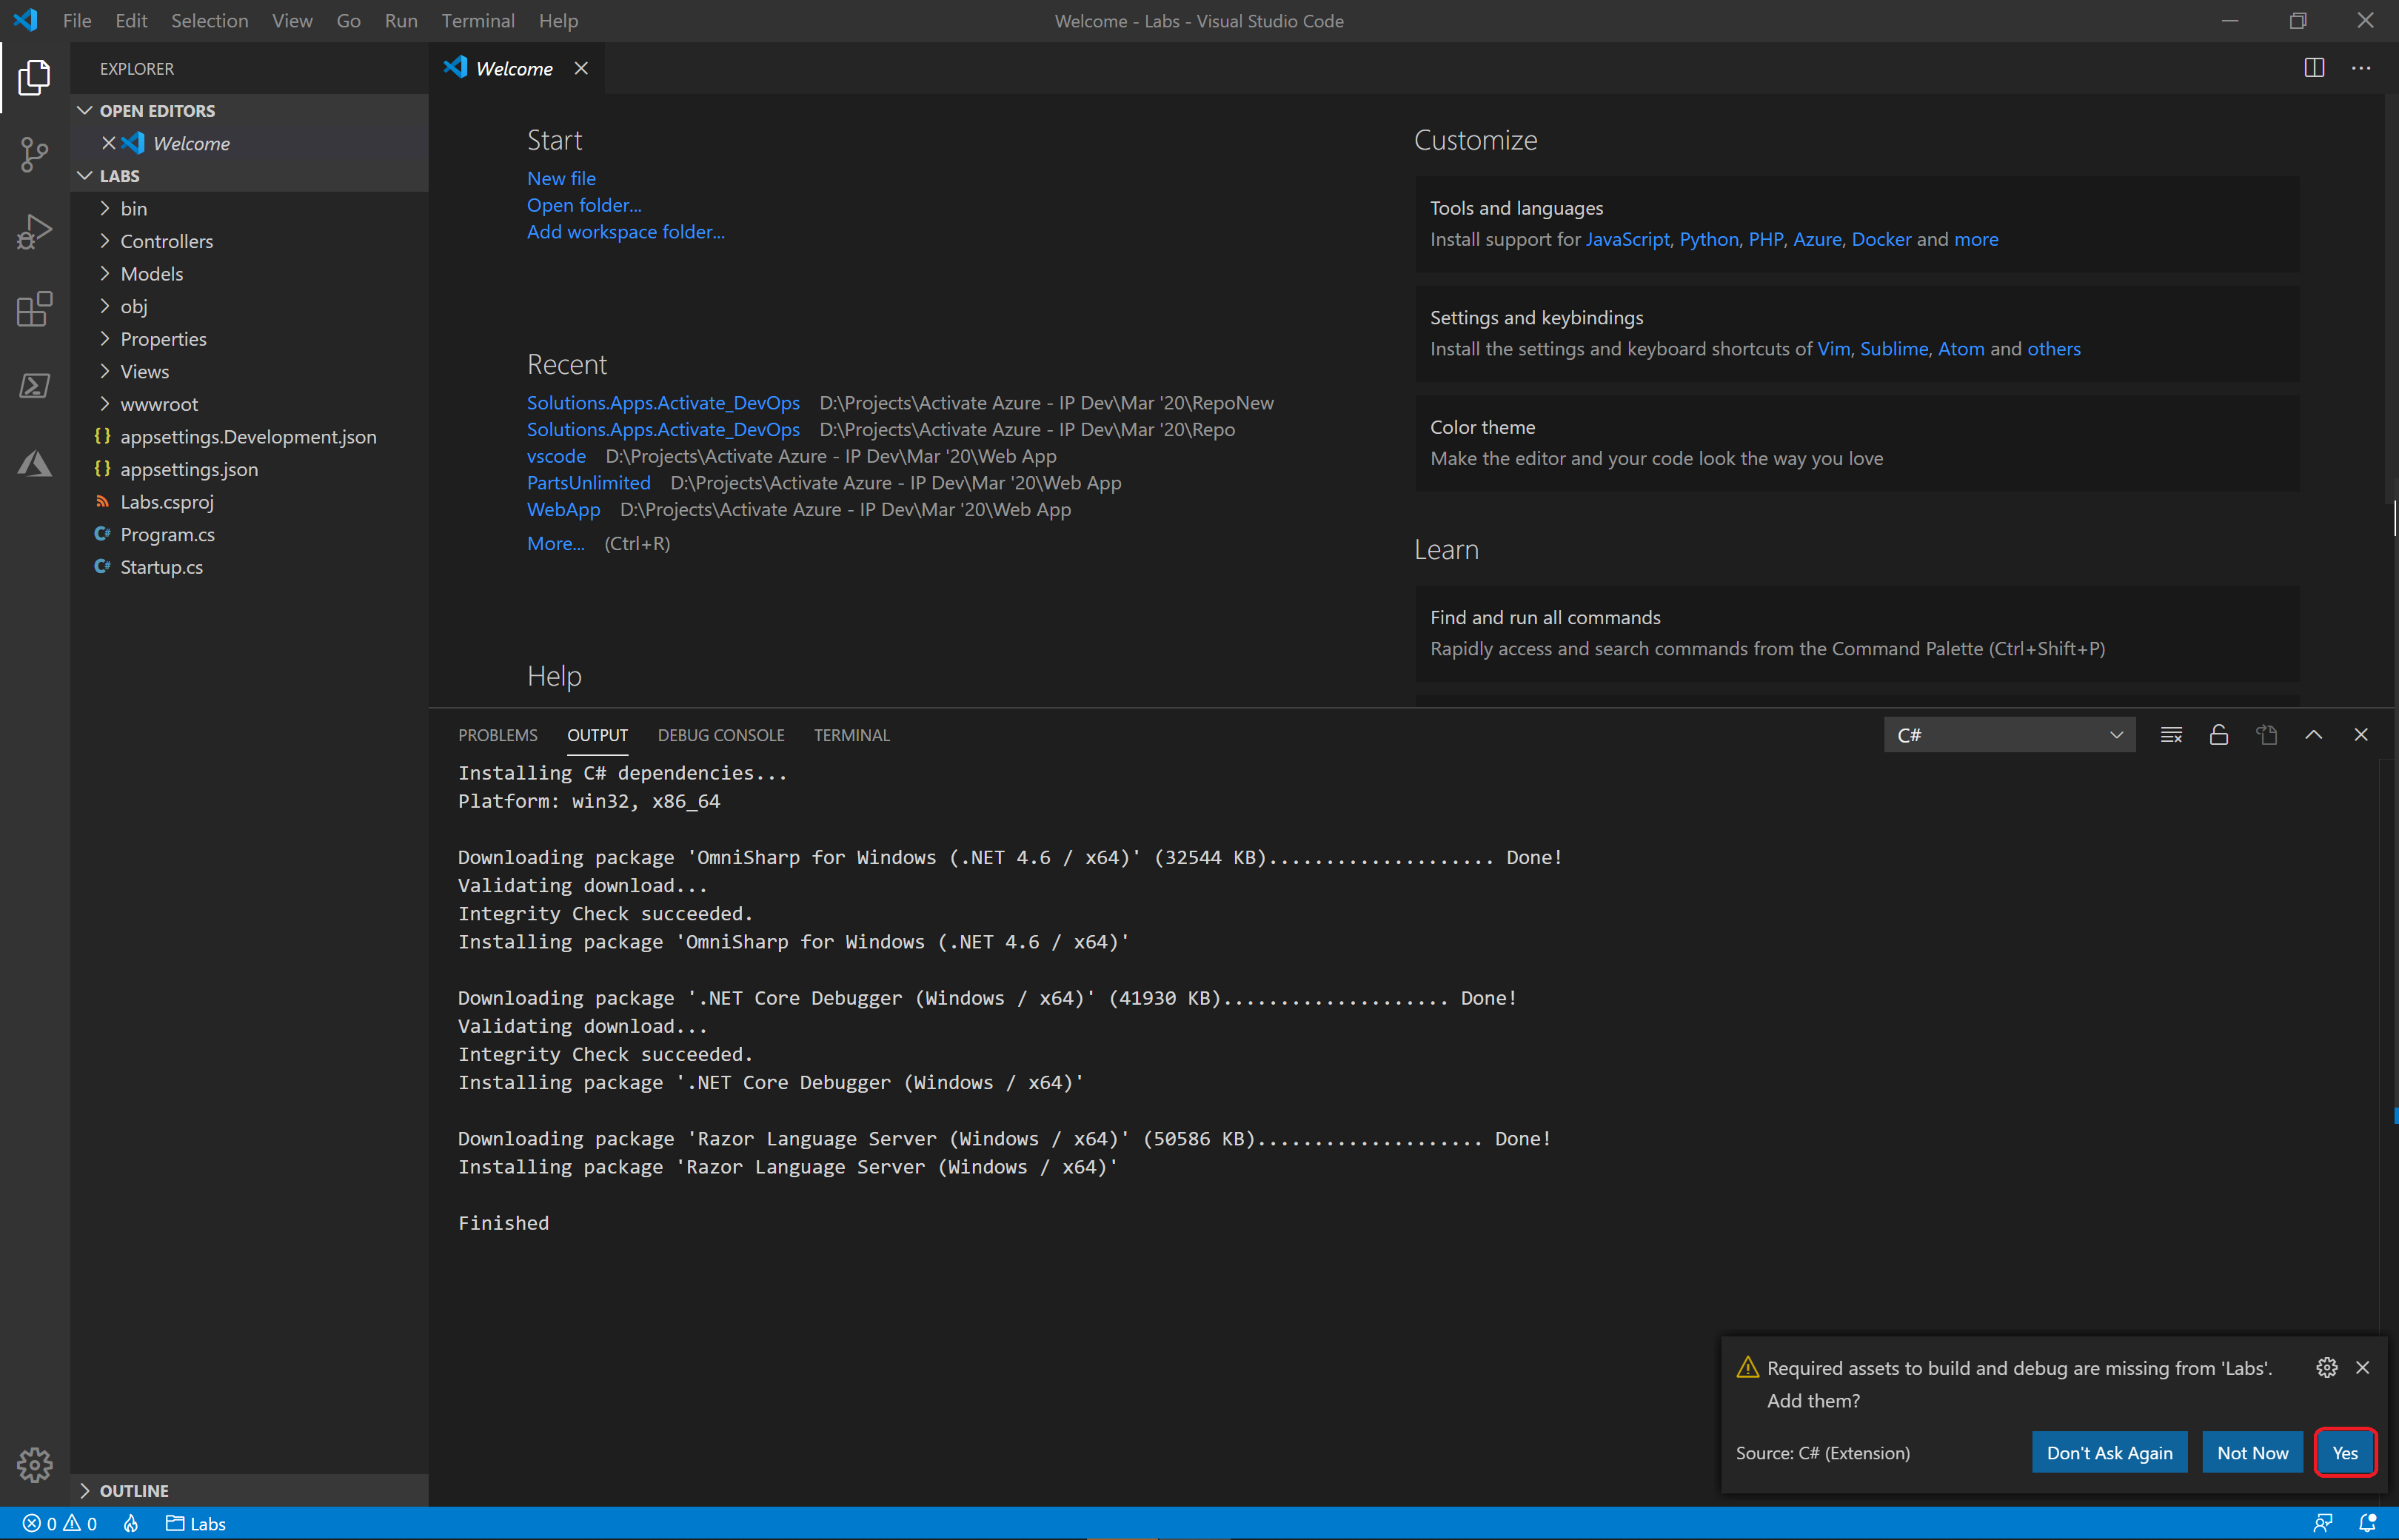 File Edit Selection View Go Run Terminal Help
Welcome - Labs - Visual Studio Code
EXPLORER
OPEN EDITORS
Welcome
LABS
bin
Controllers
Models
obj
Properties
Views
wwwroot
{} appsettings.Development.json
{} appsettings.json
Labs.csproj
C# Program.cs
C# Startup.cs
OUTLINE
Welcome
Start
New file
Open folder...
Add workspace folder...
Recent
Solutions.Apps.Activate_DevOps D:\Projects\Activate Azure - IP Dev\Mar '20\RepoNew
Solutions.Apps.Activate_DevOps D:\Projects\Activate Azure - IP Dev\Mar '20\Repo
vscode D:\Projects\Activate Azure - IP Dev\Mar '20\Web App
PartsUnlimited D:\Projects\Activate Azure - IP Dev\Mar '20\Web App
WebApp D:\Projects\Activate Azure - IP Dev\Mar '20\Web App
More... (Ctrl+R)
Help
Customize
Tools and languages
Install support for JavaScript, Python, PHP, Azure, Docker and more
Settings and keybindings
Install the settings and keyboard shortcuts of Vim, Sublime, Atom and others
Color theme
Make the editor and your code look the way you love
Learn
Find and run all commands
Rapidly access and search commands from the Command Palette (Ctrl+Shift+P)
PROBLEMS OUTPUT DEBUG CONSOLE TERMINAL
C#
Installing C# dependencies...
Platform: win32, x86_64
Downloading package 'OmniSharp for Windows (.NET 4.6 / x64)' (32544 KB).................... Done!
Validating download...
Integrity Check succeeded.
Installing package 'OmniSharp for Windows (.NET 4.6 / x64)'
Downloading package '.NET Core Debugger (Windows / x64)' (41930 KB).................... Done!
Validating download...
Integrity Check succeeded.
Installing package '.NET Core Debugger (Windows / x64)'
Downloading package 'Razor Language Server (Windows / x64)' (50586 KB).................... Done!
Installing package 'Razor Language Server (Windows / x64)'
Finished
Required assets to build and debug are missing from 'Labs'.
Add them?
Source: C# (Extension)
Don't Ask Again
Not Now
Yes
0 0 Labs